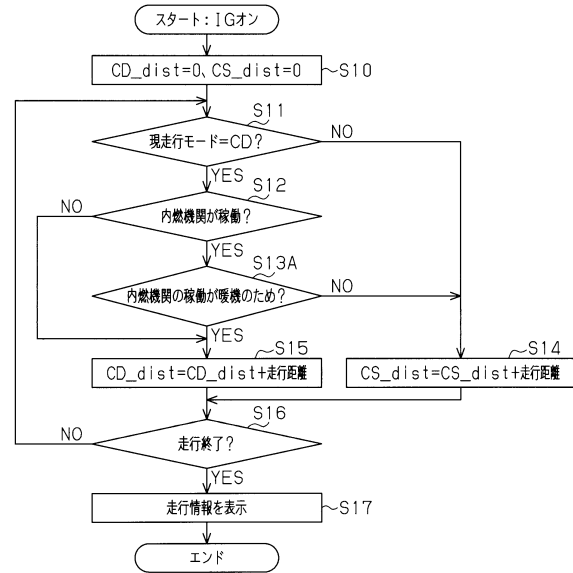 スタート:IGオン
CD_dist=0、CS_dist=0
S10
S11
現走行モード=CD?
NO
YES
S12
NO
内燃機関が稼働?
YES
S13A
内燃機関の稼働が暖機のため?
NO
YES
S15
S14
CD_dist=CD_dist+走行距離
CS_dist=CS_dist+走行距離
S16
NO
走行終了?
YES
走行情報を表示
S17
エンド